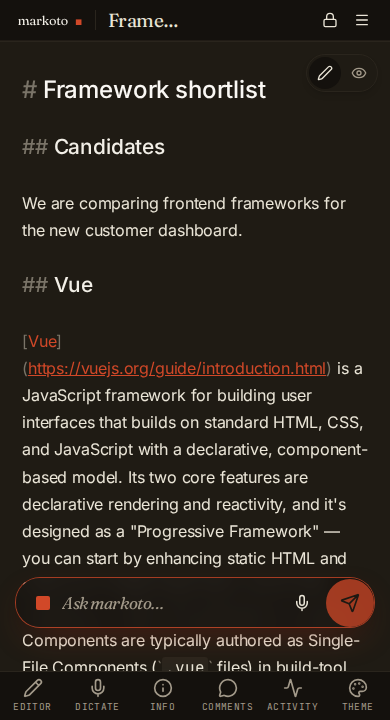 markoto
Frame...
# Framework shortlist
## Candidates
We are comparing frontend frameworks for
the new customer dashboard.
## Vue
[Vue]
(https://vuejs.org/guide/introduction.html) is a
JavaScript framework for building user
interfaces that builds on standard HTML, CSS,
and JavaScript with a declarative, component-
based model. Its two core features are
declarative rendering and reactivity, and it's
designed as a "Progressive Framework" —
you can start by enhancing static HTML and
Ask markoto...
Components are typically authored as Single-
File Components (`.vue` files) in build-tool
EDITOR DICTATE INFO COMMENTS ACTIVITY THEME